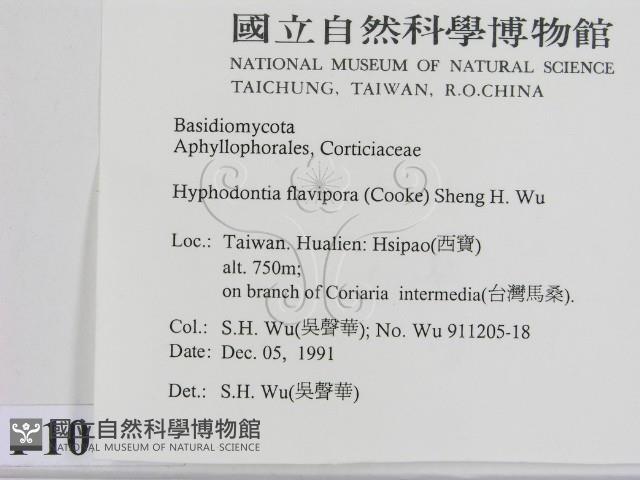 國立自然科學博物館
NATIONAL MUSEUM OF NATURAL SCIENCE
TAICHUNG, TAIWAN, R.O.CHINA
Basidiomycota
Aphyllophorales, Corticiaceae
Hyphodontia flavipora (Cooke) Sheng H. Wu
Loc.: Taiwan. Hualien: Hsipao(西寶)
alt. 750m;
on branch of Coriaria intermedia(台灣馬桑).
Col.: S.H. Wu(吳聲華); No. Wu 911205-18
Date: Dec. 05, 1991
Det.: S.H. Wu(吳聲華)
10
國立自然科學博物館
NATIONAL MUSEUM OF NATURAL SCIENCE